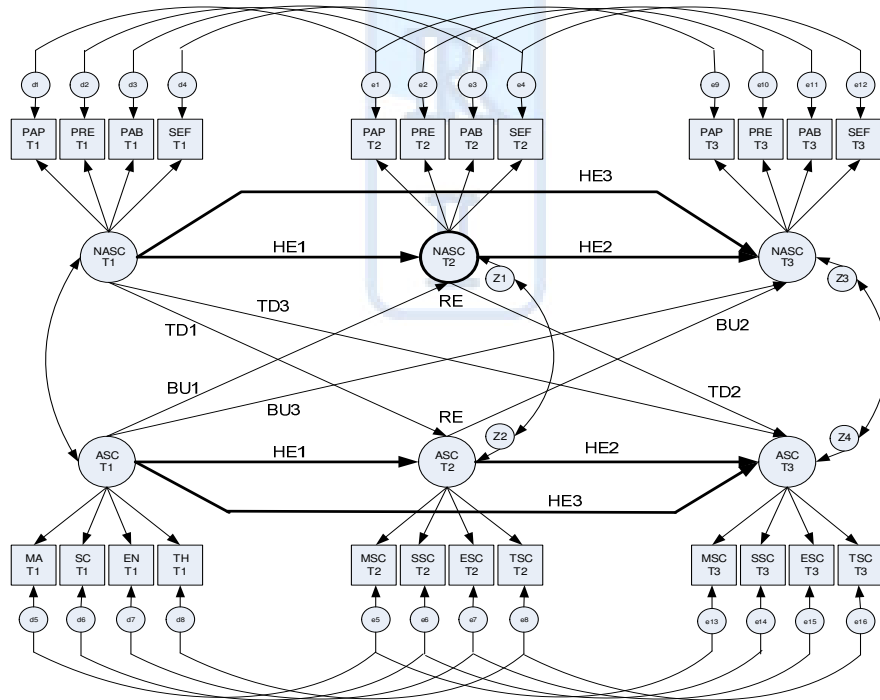 d1 d2 d3 d4 e1 e2 e3 e4 e9 e10 e11 e12
PAP PRE PAB SEF PAP PRE PAB SEF PAP PRE PAB SEF
T1 T1 T1 T1 T2 T2 T2 T2 T3 T3 T3 T3
HE3
NASC HE1 NASC HE2 NASC
T1 T2 T3
Z1 Z3
RE
TD3
TD1 BU2
BU1 TD2
BU3
RE
Z2 Z4
ASC HE1 ASC HE2 ASC
T1 T2 T3
HE3
MA SC EN TH MSC SSC ESC TSC MSC SSC ESC TSC
T1 T1 T1 T1 T2 T2 T2 T2 T3 T3 T3 T3
d5 d6 d7 d8 e5 e6 e7 e8 e13 e14 e15 e16